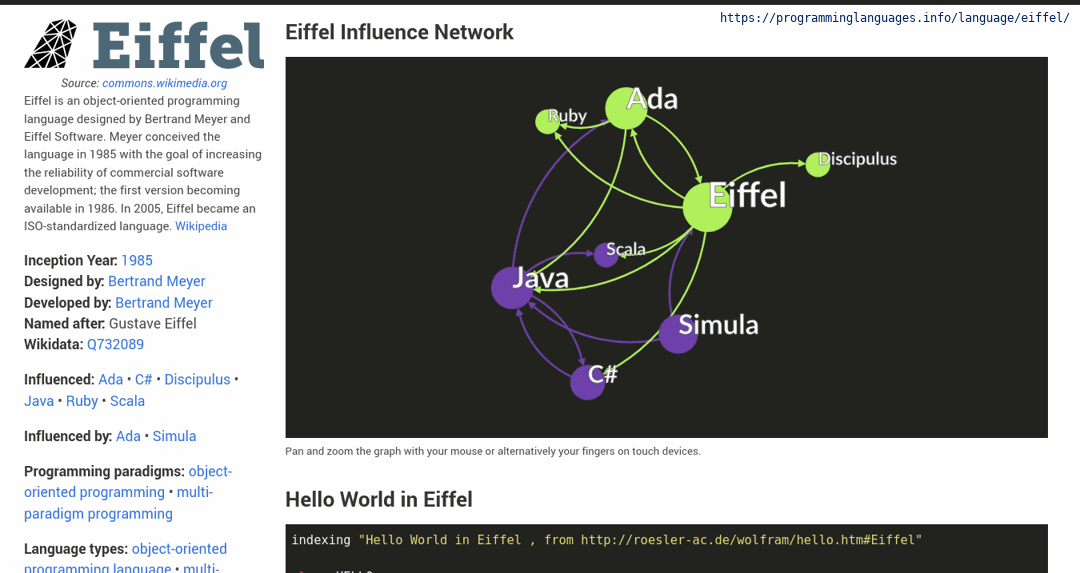 https://programminglanguages.info/language/eiffel/
Eiffel
Source: commons.wikimedia.org
Eiffel is an object-oriented programming
language designed by Bertrand Meyer and
Eiffel Software. Meyer conceived the
language in 1985 with the goal of increasing
the reliability of commercial software
development; the first version becoming
available in 1986. In 2005, Eiffel became an
ISO-standardized language. Wikipedia
Inception Year: 1985
Designed by: Bertrand Meyer
Developed by: Bertrand Meyer
Named after: Gustave Eiffel
Wikidata: Q732089
Influenced: Ada • C# • Discipulus •
Java • Ruby • Scala
Influenced by: Ada • Simula
Programming paradigms: object-
oriented programming • multi-
paradigm programming
Language types: object-oriented
programming language • multi-
Eiffel Influence Network
Ada
Ruby
Discipulus
Eiffel
Scala
Java
Simula
C#
Pan and zoom the graph with your mouse or alternatively your fingers on touch devices.
Hello World in Eiffel
indexing "Hello World in Eiffel , from http://roesler-ac.de/wolfram/hello.htm#Eiffel"